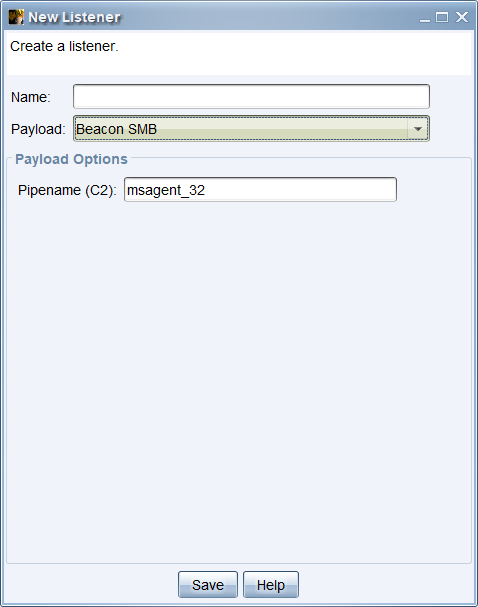 New Listener
Create a listener.
Name:
Payload: Beacon SMB
Payload Options
Pipename (C2): msagent_32
Save Help